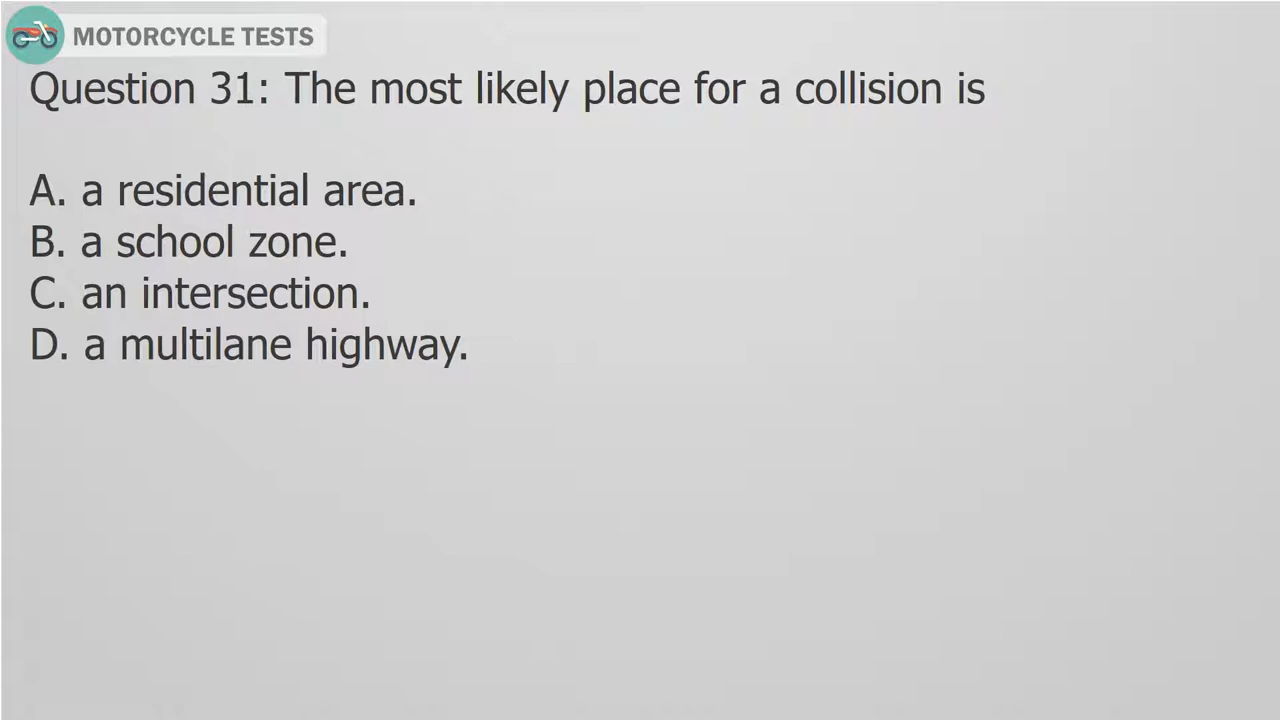 MOTORCYCLE TESTS
Question 31: The most likely place for a collision is
A. a residential area.
B. a school zone.
C. an intersection.
D. a multilane highway.